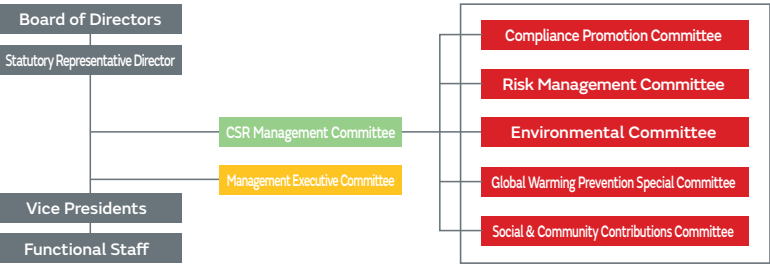 Board of Directors
Statutory Representative Director
CSR Management Committee
Management Executive Committee
Vice Presidents
Functional Staff
Compliance Promotion Committee
Risk Management Committee
Environmental Committee
Global Warming Prevention Special Committee
Social & Community Contributions Committee